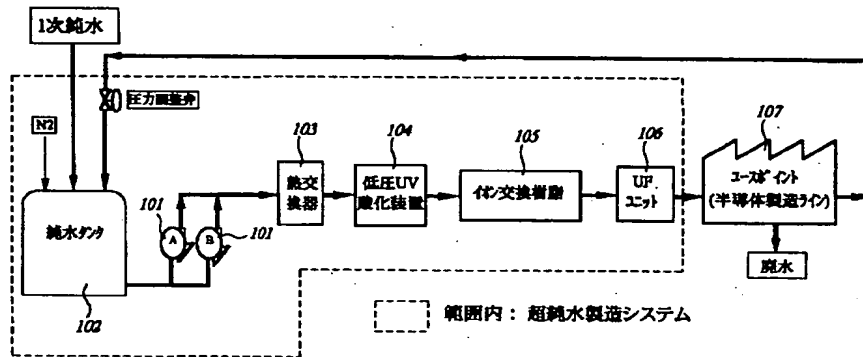 1次純水
圧力調整弁
N2
純水タンク
102
101
A
B
101
103
熱交
換器
104
低圧UV
酸化装置
105
イオン交換樹脂
106
UF
ユニット
107
ユースポイント
(半導体製造ライン)
廃水
範囲内: 超純水製造システム